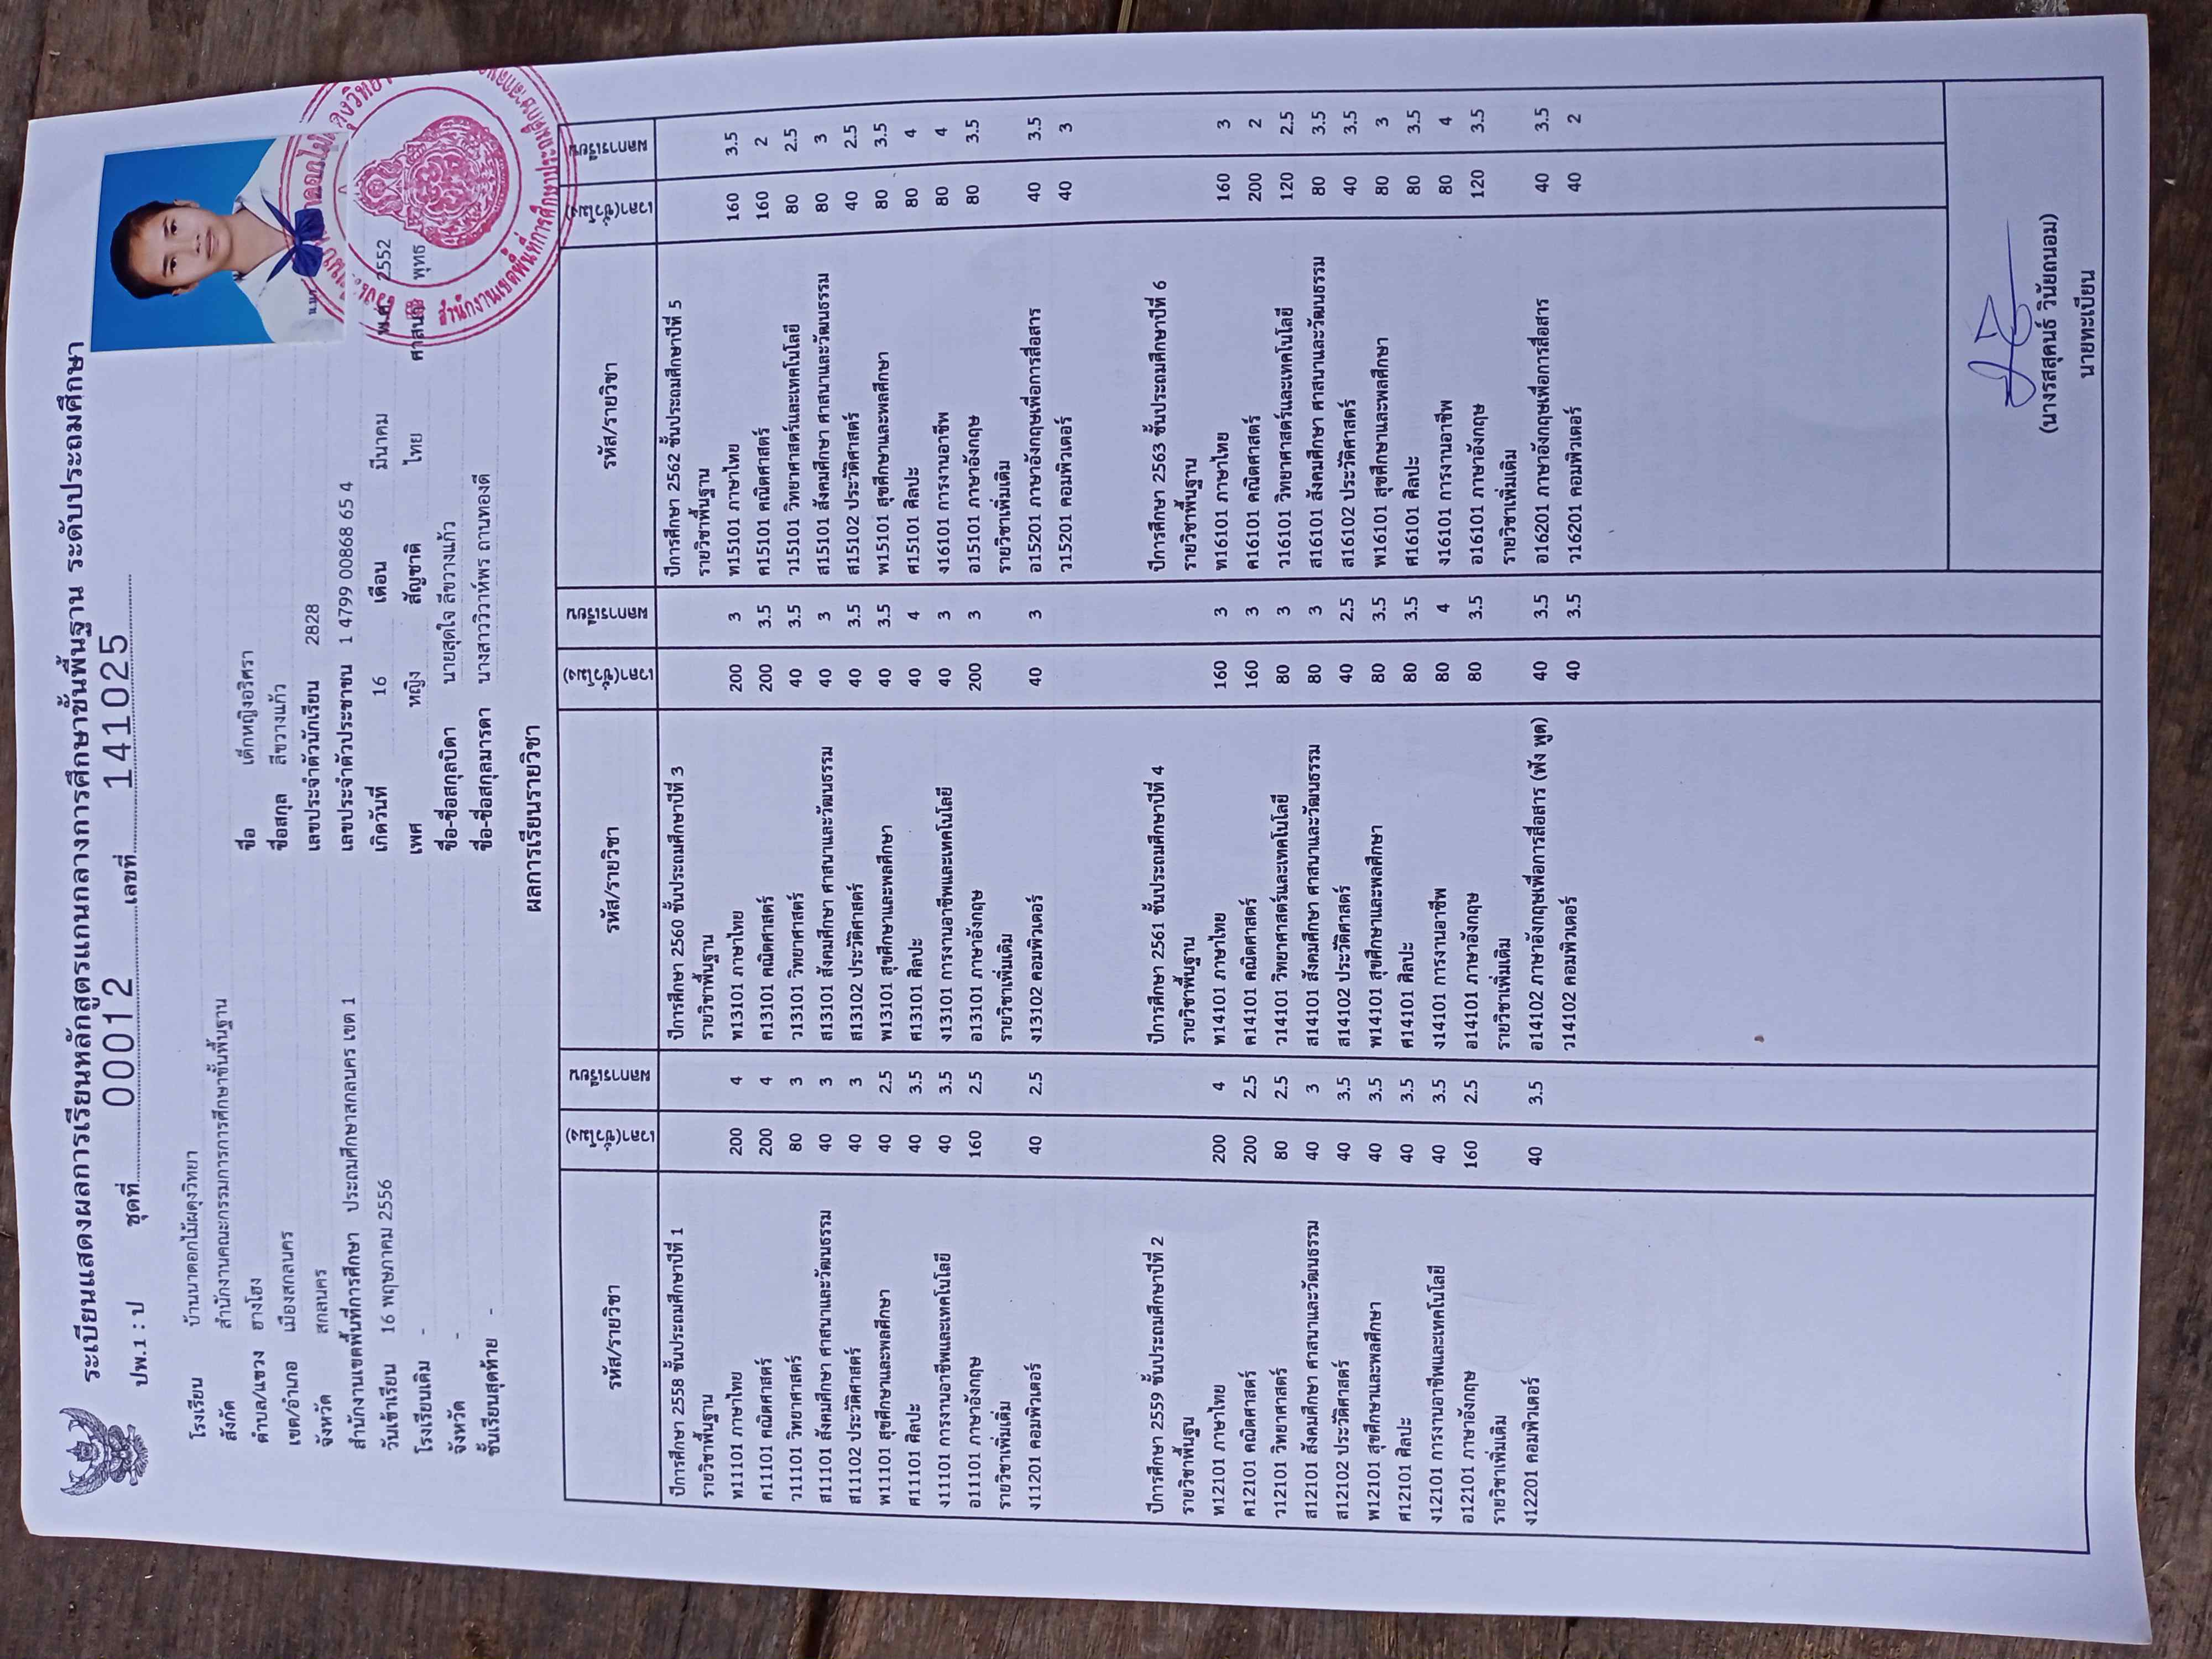 ระเบียนแสดงผลการเรียนหลักสูตรแกนกลางการศึกษาขั้นพื้นฐาน ระดับประถมศึกษา
ปพ.1 : ป ชุดที่ 00012 เลขที่ 141025
โรงเรียน บ้านนาดอกไม้ผดุงวิทยา
สังกัด สำนักงานคณะกรรมการการศึกษาขั้นพื้นฐาน
ตำบล/แขวง ฮางโฮง
เขต/อำเภอ เมืองสกลนคร
จังหวัด สกลนคร
สำนักงานเขตพื้นที่การศึกษา ประถมศึกษาสกลนคร เขต 1
วันเข้าเรียน 16 พฤษภาคม 2556
โรงเรียนเดิม -
จังหวัด -
ชั้นเรียนสุดท้าย -
ชื่อ เด็กหญิงอริศรา
ชื่อสกุล ลีขวางแก้ว
เลขประจำตัวนักเรียน 2828
เลขประจำตัวประชาชน 1 4799 00868 65 4
เกิดวันที่ 16 เดือน มีนาคม พ.ศ. 2552
เพศ หญิง สัญชาติ ไทย ศาสนา พุทธ
ชื่อ-ชื่อสกุลบิดา นายสุดใจ ลีขวางแก้ว
ชื่อ-ชื่อสกุลมารดา นางสาววิวาห์พร ถานทองดี
สำนักงานเขตพื้นที่การศึกษาประถมศึกษาสกลนคร
ผลการเรียนรายวิชา
รหัส/รายวิชา เวลา(ชั่วโมง) ผลการเรียน
ปีการศึกษา 2558 ชั้นประถมศึกษาปีที่ 1
รายวิชาพื้นฐาน
ท11101 ภาษาไทย 200 4
ค11101 คณิตศาสตร์ 200 4
ว11101 วิทยาศาสตร์ 80 3
ส11101 สังคมศึกษา ศาสนาและวัฒนธรรม 40 3
ส11102 ประวัติศาสตร์ 40 3
พ11101 สุขศึกษาและพลศึกษา 40 2.5
ศ11101 ศิลปะ 40 3.5
ง11101 การงานอาชีพและเทคโนโลยี 40 3.5
อ11101 ภาษาอังกฤษ 160 2.5
รายวิชาเพิ่มเติม
ง11201 คอมพิวเตอร์ 40 2.5
ปีการศึกษา 2559 ชั้นประถมศึกษาปีที่ 2
รายวิชาพื้นฐาน
ท12101 ภาษาไทย 200 4
ค12101 คณิตศาสตร์ 200 2.5
ว12101 วิทยาศาสตร์ 80 2.5
ส12101 สังคมศึกษา ศาสนาและวัฒนธรรม 40 3
ส12102 ประวัติศาสตร์ 40 3.5
พ12101 สุขศึกษาและพลศึกษา 40 3.5
ศ12101 ศิลปะ 40 3.5
ง12101 การงานอาชีพและเทคโนโลยี 40 3.5
อ12101 ภาษาอังกฤษ 160 2.5
รายวิชาเพิ่มเติม
ง12201 คอมพิวเตอร์ 40 3.5
รหัส/รายวิชา เวลา(ชั่วโมง) ผลการเรียน
ปีการศึกษา 2560 ชั้นประถมศึกษาปีที่ 3
รายวิชาพื้นฐาน
ท13101 ภาษาไทย 200 3
ค13101 คณิตศาสตร์ 200 3.5
ว13101 วิทยาศาสตร์ 40 3.5
ส13101 สังคมศึกษา ศาสนาและวัฒนธรรม 40 3
ส13102 ประวัติศาสตร์ 40 3.5
พ13101 สุขศึกษาและพลศึกษา 40 3.5
ศ13101 ศิลปะ 40 4
ง13101 การงานอาชีพและเทคโนโลยี 40 3
อ13101 ภาษาอังกฤษ 200 3
รายวิชาเพิ่มเติม
ง13102 คอมพิวเตอร์ 40 3
ปีการศึกษา 2561 ชั้นประถมศึกษาปีที่ 4
รายวิชาพื้นฐาน
ท14101 ภาษาไทย 160 3
ค14101 คณิตศาสตร์ 160 3
ว14101 วิทยาศาสตร์และเทคโนโลยี 80 3
ส14101 สังคมศึกษา ศาสนาและวัฒนธรรม 80 3
ส14102 ประวัติศาสตร์ 40 2.5
พ14101 สุขศึกษาและพลศึกษา 80 3.5
ศ14101 ศิลปะ 80 3.5
ง14101 การงานอาชีพ 80 4
อ14101 ภาษาอังกฤษ 80 3.5
รายวิชาเพิ่มเติม
อ14102 ภาษาอังกฤษเพื่อการสื่อสาร (ฟัง พูด) 40 3.5
ว14102 คอมพิวเตอร์ 40 3.5
รหัส/รายวิชา เวลา(ชั่วโมง) ผลการเรียน
ปีการศึกษา 2562 ชั้นประถมศึกษาปีที่ 5
รายวิชาพื้นฐาน
ท15101 ภาษาไทย 160 3.5
ค15101 คณิตศาสตร์ 160 2
ว15101 วิทยาศาสตร์และเทคโนโลยี 80 2.5
ส15101 สังคมศึกษา ศาสนาและวัฒนธรรม 80 3
ส15102 ประวัติศาสตร์ 40 2.5
พ15101 สุขศึกษาและพลศึกษา 80 3.5
ศ15101 ศิลปะ 80 4
ง16101 การงานอาชีพ 80 4
อ15101 ภาษาอังกฤษ 80 3.5
รายวิชาเพิ่มเติม
อ15201 ภาษาอังกฤษเพื่อการสื่อสาร 40 3.5
ว15201 คอมพิวเตอร์ 40 3
ปีการศึกษา 2563 ชั้นประถมศึกษาปีที่ 6
รายวิชาพื้นฐาน
ท16101 ภาษาไทย 160 3
ค16101 คณิตศาสตร์ 200 2
ว16101 วิทยาศาสตร์และเทคโนโลยี 120 2.5
ส16101 สังคมศึกษา ศาสนาและวัฒนธรรม 80 3.5
ส16102 ประวัติศาสตร์ 40 3.5
พ16101 สุขศึกษาและพลศึกษา 80 3
ศ16101 ศิลปะ 80 3.5
ง16101 การงานอาชีพ 80 4
อ16101 ภาษาอังกฤษ 120 3.5
รายวิชาเพิ่มเติม
อ16201 ภาษาอังกฤษเพื่อการสื่อสาร 40 3.5
ว16201 คอมพิวเตอร์ 40 2
(นางรสสุคนธ์ วินัยถนอม)
นายทะเบียน